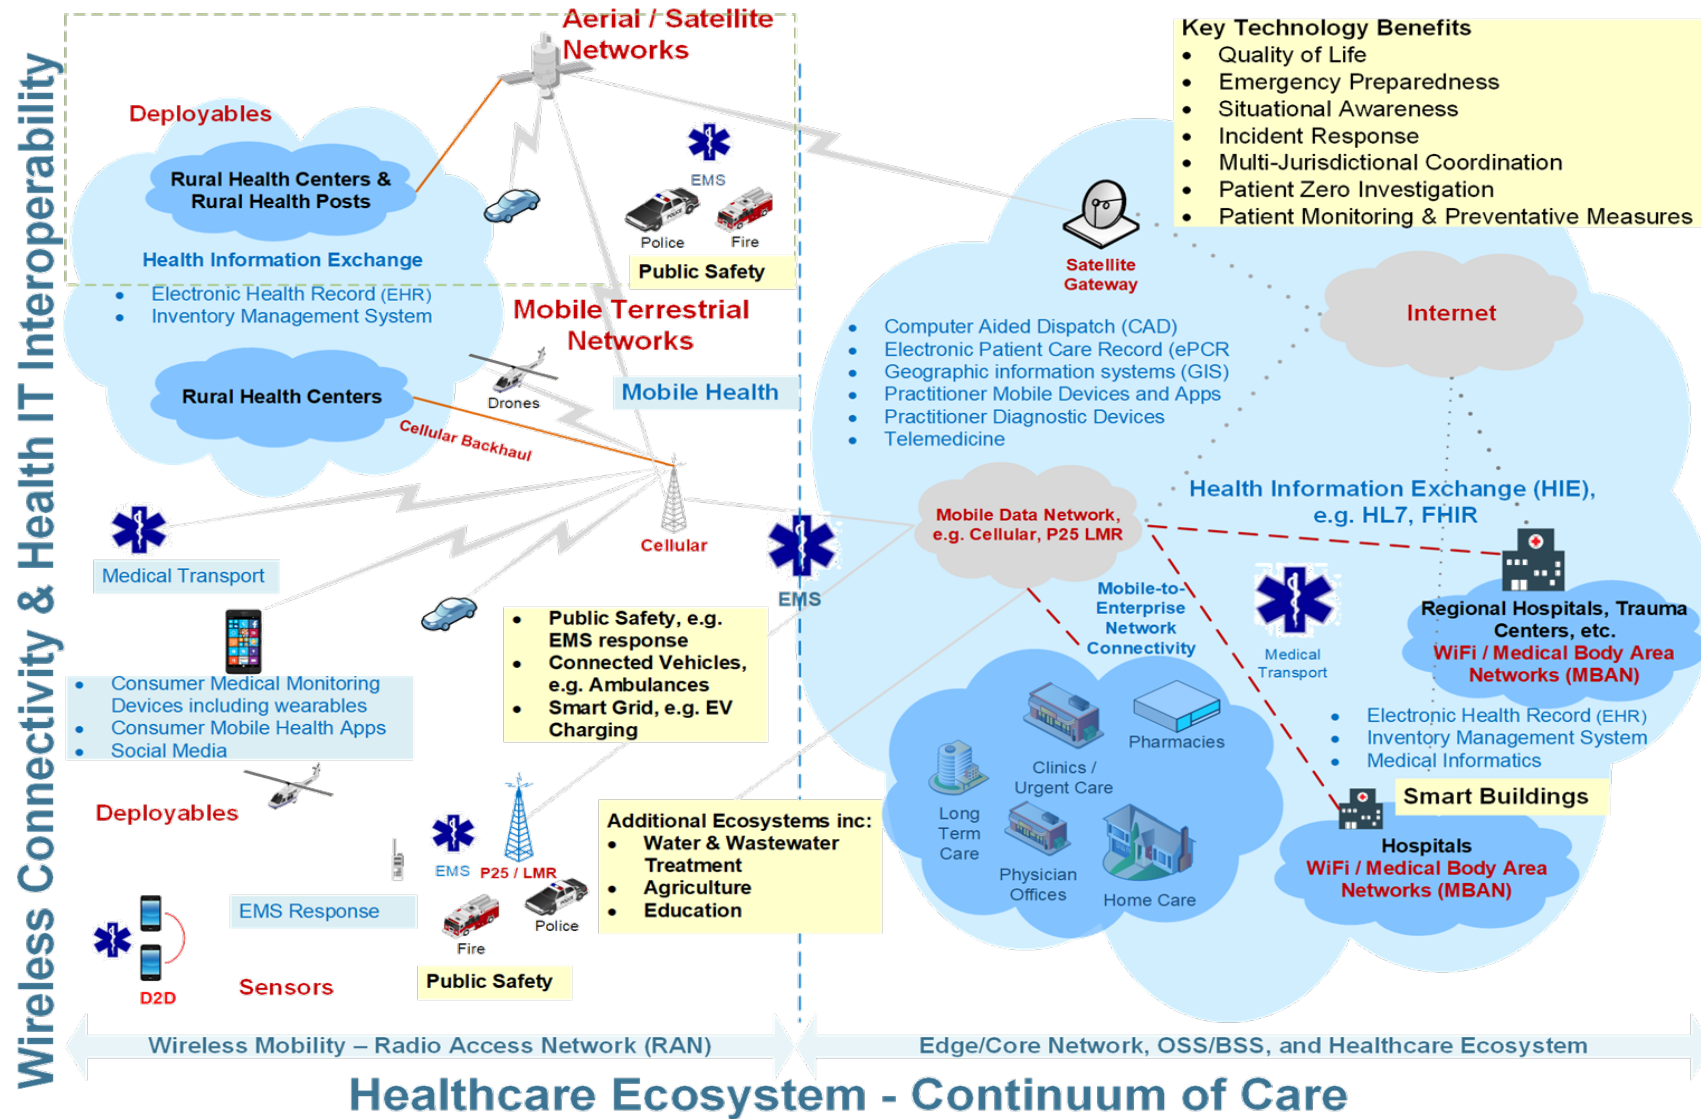 Wireless Connectivity & Health IT Interoperability
Aerial / Satellite
Networks
Deployables
Rural Health Centers &
Rural Health Posts
Health Information Exchange
• Electronic Health Record (EHR)
• Inventory Management System
Rural Health Centers
EMS
POLICE
Police
Fire
Public Safety
Mobile Terrestrial
Networks
Drones
Mobile Health
Cellular Backhaul
Cellular
Medical Transport
• Consumer Medical Monitoring
Devices including wearables
• Consumer Mobile Health Apps
• Social Media
• Public Safety, e.g.
EMS response
• Connected Vehicles,
e.g. Ambulances
• Smart Grid, e.g. EV
Charging
Deployables
EMS
P25 / LMR
EMS Response
Fire
Police
Public Safety
D2D
Sensors
Additional Ecosystems inc:
• Water & Wastewater
Treatment
• Agriculture
• Education
EMS
Key Technology Benefits
• Quality of Life
• Emergency Preparedness
• Situational Awareness
• Incident Response
• Multi-Jurisdictional Coordination
• Patient Zero Investigation
• Patient Monitoring & Preventative Measures
Satellite
Gateway
Internet
• Computer Aided Dispatch (CAD)
• Electronic Patient Care Record (ePCR
• Geographic information systems (GIS)
• Practitioner Mobile Devices and Apps
• Practitioner Diagnostic Devices
• Telemedicine
Mobile Data Network,
e.g. Cellular, P25 LMR
Health Information Exchange (HIE),
e.g. HL7, FHIR
Mobile-to-
Enterprise
Network
Connectivity
Medical
Transport
Regional Hospitals, Trauma
Centers, etc.
WiFi / Medical Body Area
Networks (MBAN)
• Electronic Health Record (EHR)
• Inventory Management System
• Medical Informatics
Smart Buildings
Hospitals
WiFi / Medical Body Area
Networks (MBAN)
Pharmacies
Clinics /
Urgent Care
Long
Term
Care
Physician
Offices
Home Care
Wireless Mobility – Radio Access Network (RAN)
Edge/Core Network, OSS/BSS, and Healthcare Ecosystem
Healthcare Ecosystem - Continuum of Care